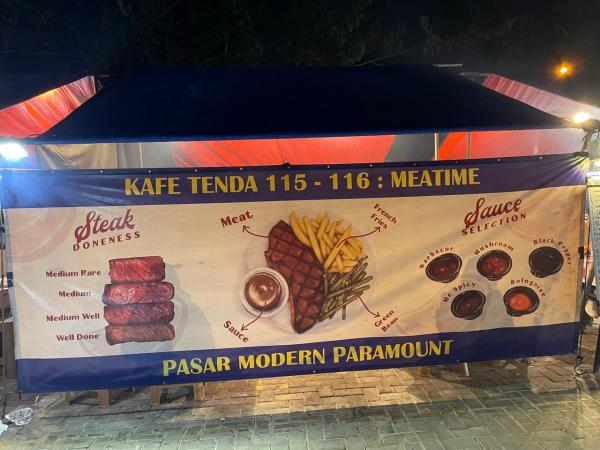 KAFE TENDA 115 - 116 : MEATIME
Steak
DONENESS
Medium Rare
Medium
Medium Well
Well Done
Meat
French
Fries
Sauce
Green
Bean
Sauce
SELECTION
Barbecue
Mushroom
Black Pepper
Mr Spicy
Bolognise
PASAR MODERN PARAMOUNT